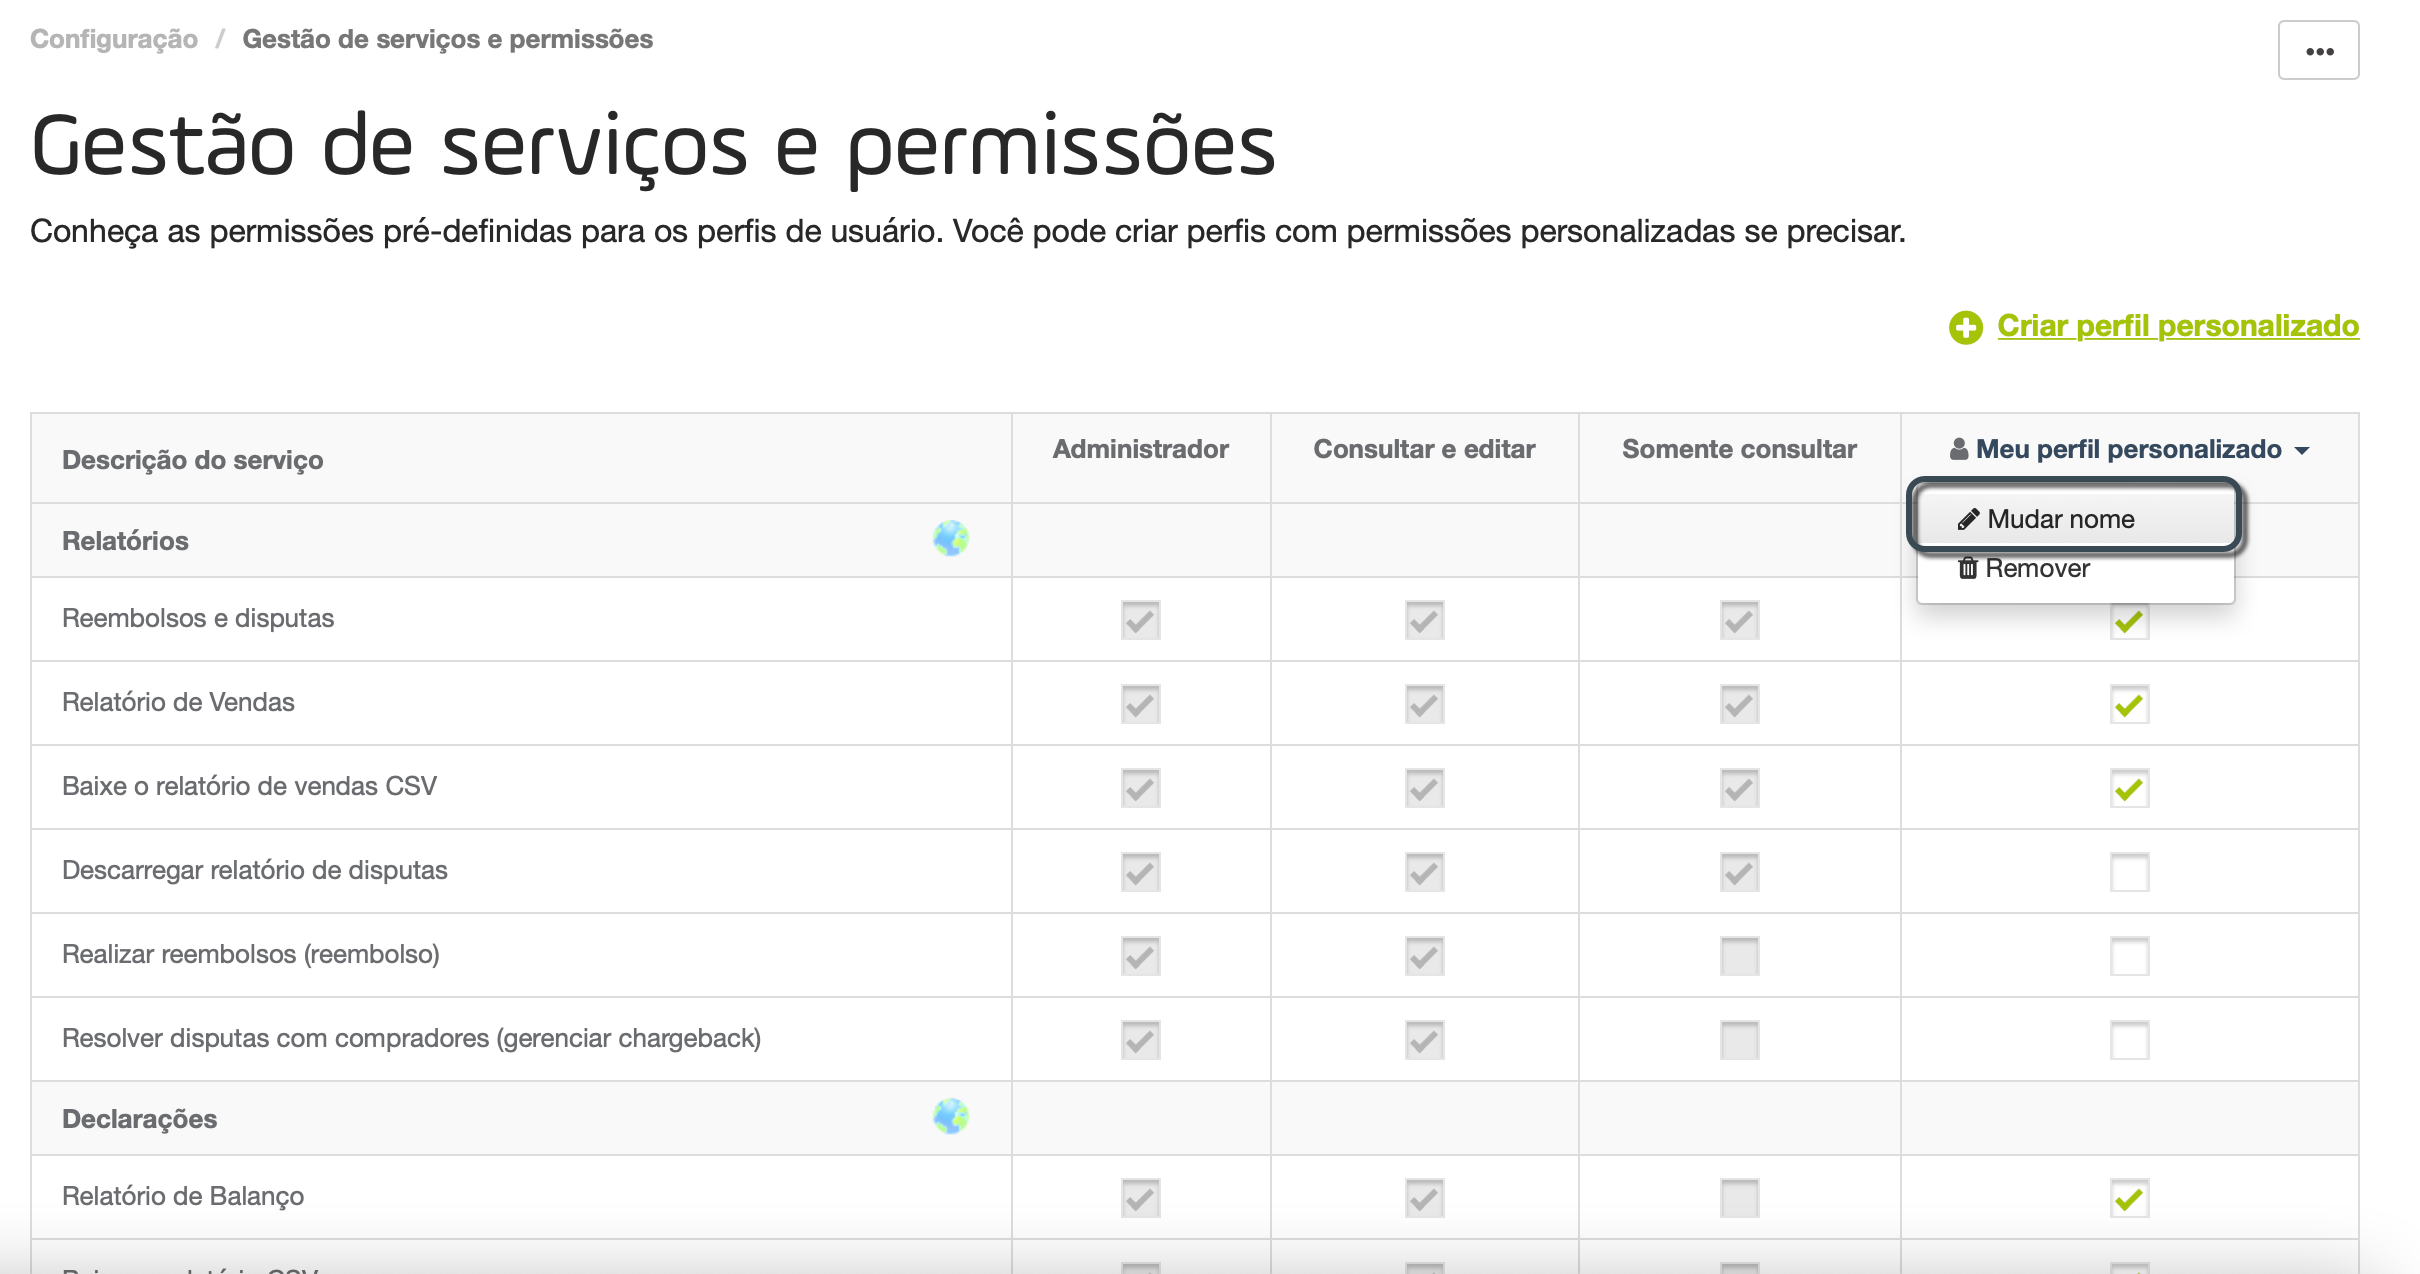 Configuração / Gestão de serviços e permissões
•••
Gestão de serviços e permissões
Conheça as permissões pré-definidas para os perfis de usuário. Você pode criar perfis com permissões personalizadas se precisar.
Criar perfil personalizado
Descrição do serviço Administrador Consultar e editar Somente consultar Meu perfil personalizado
Mudar nome
Remover
Relatórios
Reembolsos e disputas
Relatório de Vendas
Baixe o relatório de vendas CSV
Descarregar relatório de disputas
Realizar reembolsos (reembolso)
Resolver disputas com compradores (gerenciar chargeback)
Declarações
Relatório de Balanço